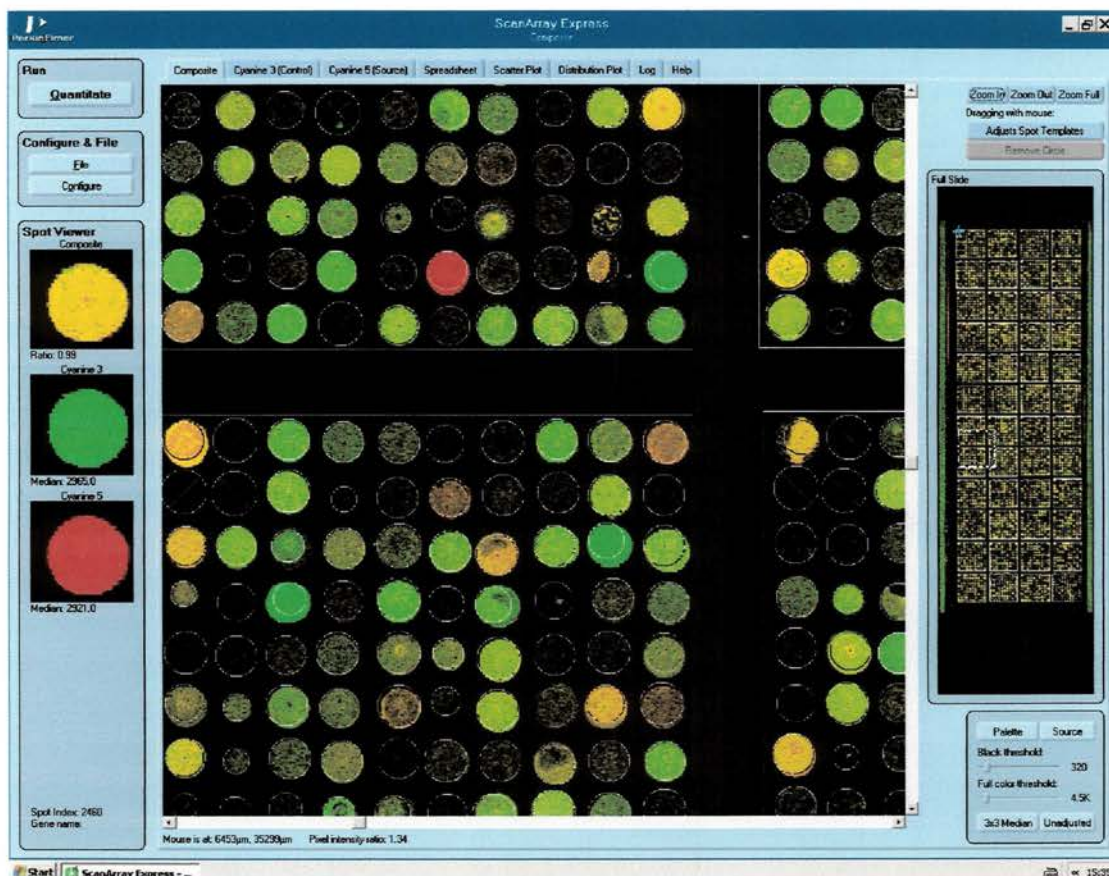 PerkinElmer
ScanArray Express
Composite
Run
Quantitate
Configure & File
File
Configure
Spot Viewer
Composite
Ratio: 0.99
Cyanine 3
Median: 2965.0
Cyanine 5
Median: 2921.0
Spot Index: 2460
Gene name:
Composite Cyanine 3 (Control) Cyanine 5 (Source) Spreadsheet Scatter Plot Distribution Plot Log Help
Mouse is at: 6453µm, 35299µm Pixel intensity ratio: 1.34
Zoom In Zoom Out Zoom Full
Dragging with mouse:
Adjusts Spot Templates
Remove Circle
Full Slide
Palette Source
Black threshold:
320
Full color threshold:
4.5K
3x3 Median Unadjusted
Start ScanArray Express - ...
« 15:35